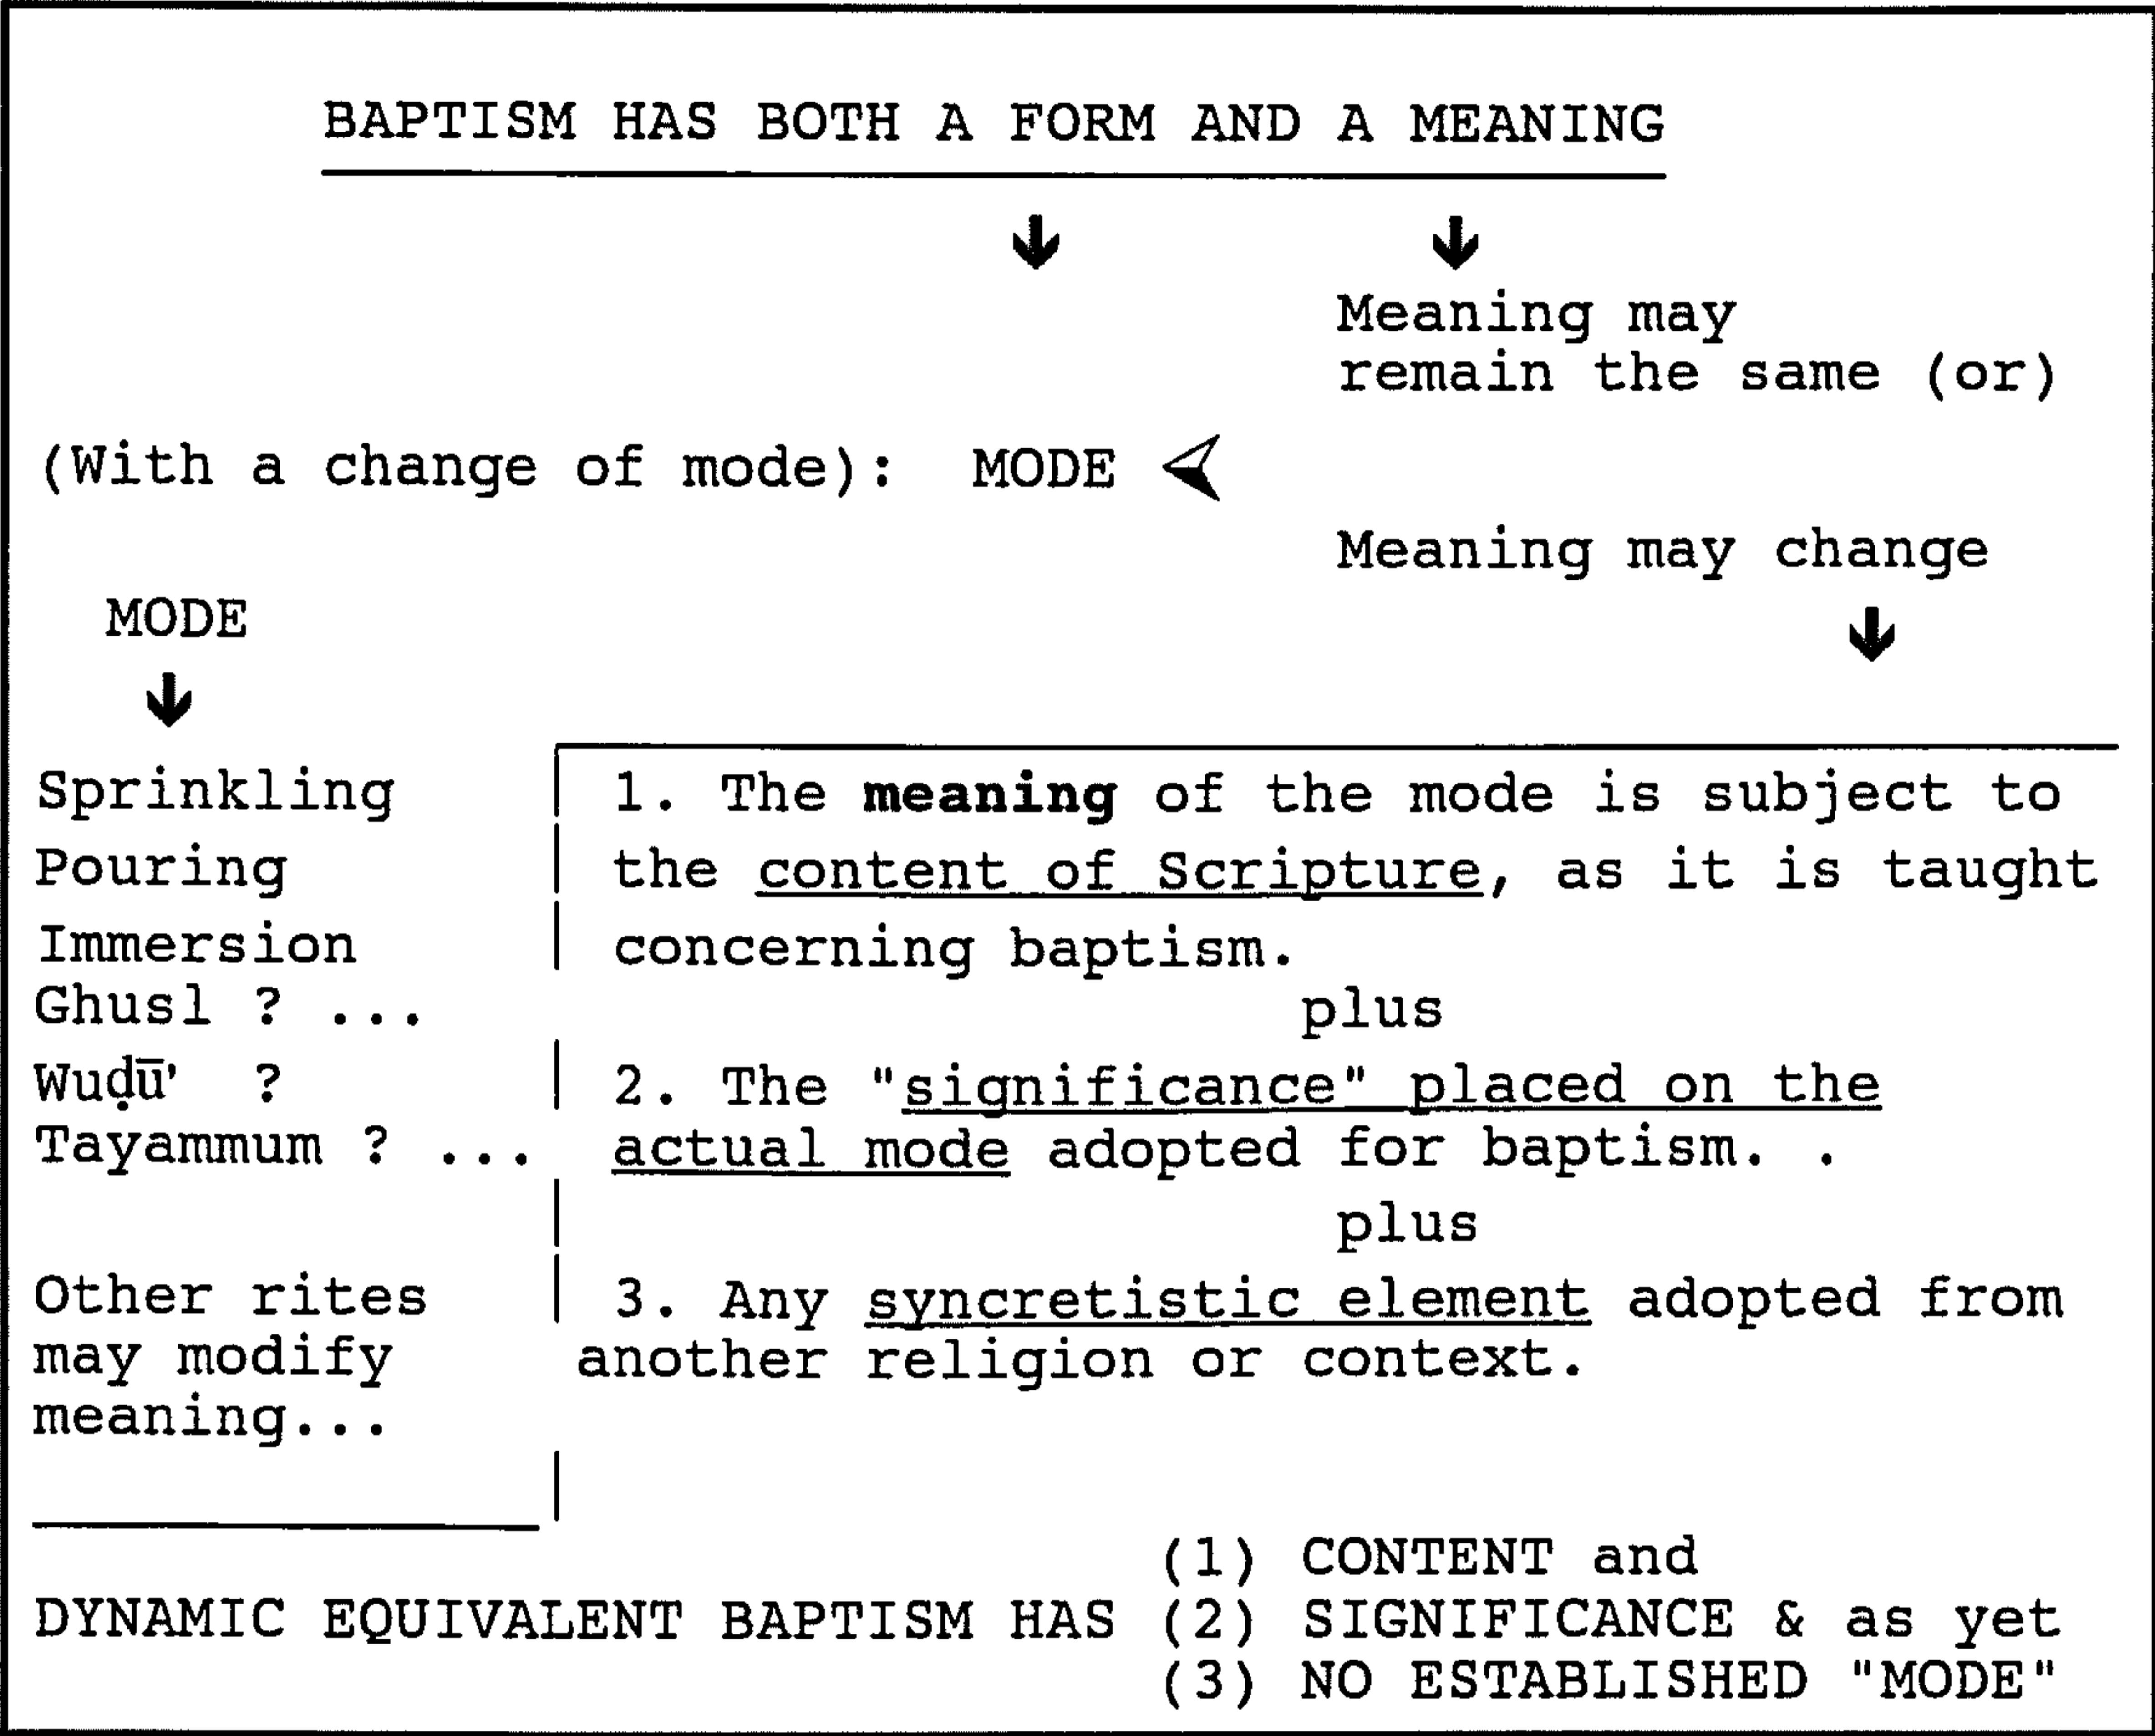 BAPTISM HAS BOTH A FORM AND A MEANING
Meaning may
remain the same (or)
(With a change of mode): MODE
Meaning may change
MODE
Sprinkling
Pouring
Immersion
Ghusl ? ...
Wuḍū' ?
Tayammum ? ...
Other rites
may modify
meaning...
1. The meaning of the mode is subject to
the content of Scripture, as it is taught
concerning baptism.
plus
2. The "significance" placed on the
actual mode adopted for baptism. .
plus
3. Any syncretistic element adopted from
another religion or context.
DYNAMIC EQUIVALENT BAPTISM HAS
(1) CONTENT and
(2) SIGNIFICANCE & as yet
(3) NO ESTABLISHED "MODE"